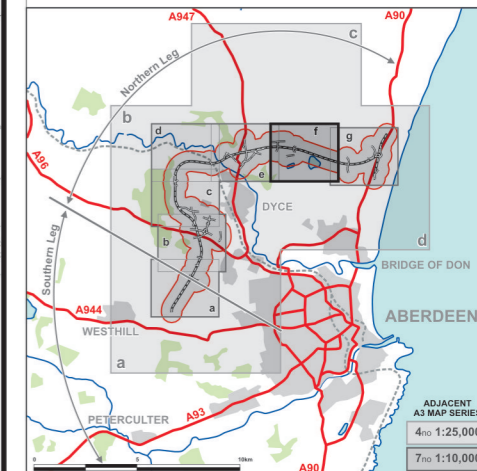 A947
A90
c
Northern Leg
b
d
f
g
A96
e
c
DYCE
Southern Leg
b
d
BRIDGE OF DON
a
A944
ABERDEEN
WESTHILL
a
ADJACENT
A3 MAP SERIES
A93
4no 1:25,000
PETERCULTER
7no 1:10,000
0 5 10km
A90